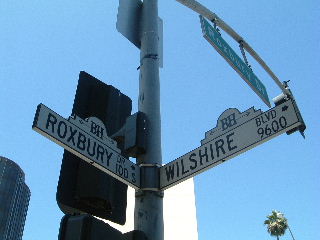 BH
ROXBURY DR
100 S
BH
WILSHIRE BLVD
9600